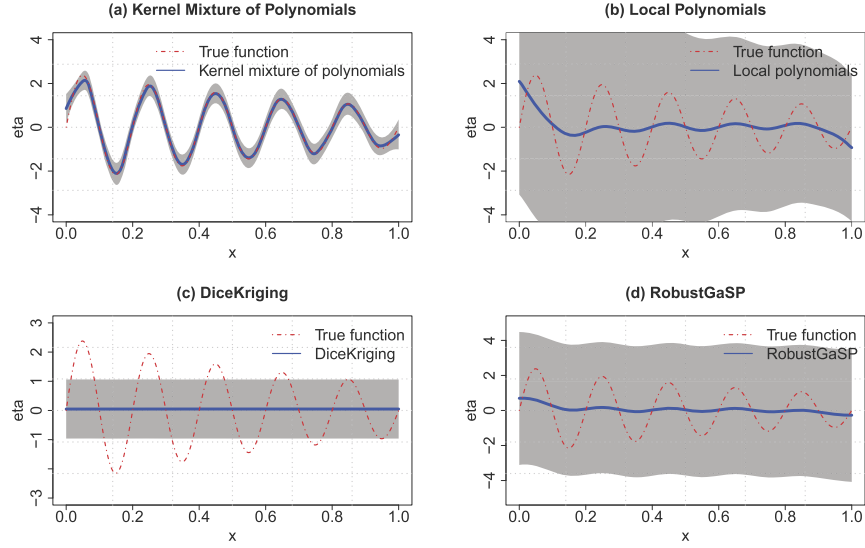 (a) Kernel Mixture of Polynomials
4
2
0
−2
−4
eta
True function
Kernel mixture of polynomials
0.0 0.2 0.4 0.6 0.8 1.0
x
(b) Local Polynomials
4
2
0
−2
−4
eta
True function
Local polynomials
0.0 0.2 0.4 0.6 0.8 1.0
x
(c) DiceKriging
3
2
1
0
−1
−3
eta
True function
DiceKriging
0.0 0.2 0.4 0.6 0.8 1.0
x
(d) RobustGaSP
4
2
0
−2
−4
eta
True function
RobustGaSP
0.0 0.2 0.4 0.6 0.8 1.0
x